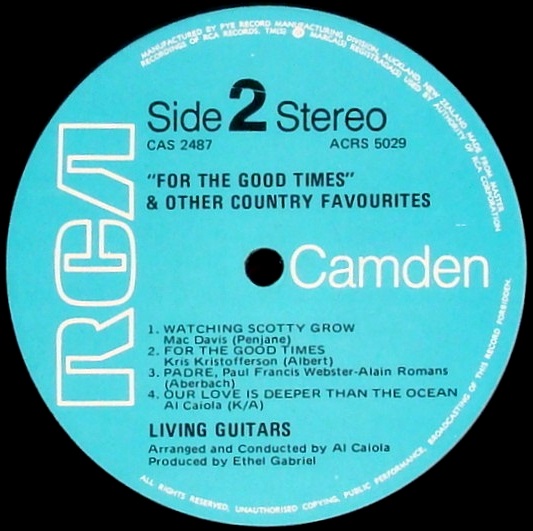 MANUFACTURED BY PYE RECORD MANUFACTURING DIVISION, AUCKLAND, NEW ZEALAND. MADE FROM MASTER
RECORDINGS OF RCA RECORDS. TM(S) ® MARCA(S) REGISTRADA(S) USED BY AUTHORITY OF RCA CORPORATION
Side 2 Stereo
CAS 2487 ACRS 5029
"FOR THE GOOD TIMES"
& OTHER COUNTRY FAVOURITES
RCA
Camden
1. WATCHING SCOTTY GROW
Mac Davis (Penjane)
2. FOR THE GOOD TIMES
Kris Kristofferson (Albert)
3. PADRE, Paul Francis Webster-Alain Romans
(Aberbach)
4. OUR LOVE IS DEEPER THAN THE OCEAN
Al Caiola (K/A)
LIVING GUITARS
Arranged and Conducted by Al Caiola
Produced by Ethel Gabriel
ALL RIGHTS RESERVED, UNAUTHORISED COPYING, PUBLIC PERFORMANCE, BROADCASTING OF THIS RECORD FORBIDDEN.